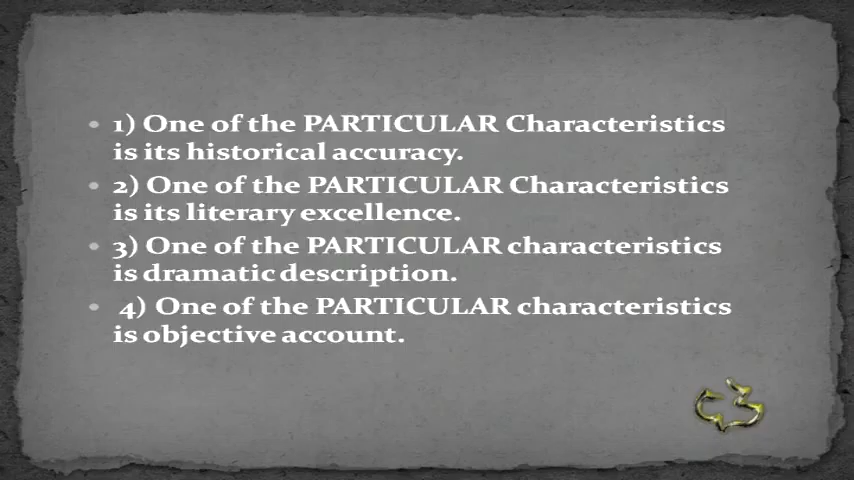 • 1) One of the PARTICULAR Characteristics
is its historical accuracy.
• 2) One of the PARTICULAR Characteristics
is its literary excellence.
• 3) One of the PARTICULAR characteristics
is dramatic description.
• 4) One of the PARTICULAR characteristics
is objective account.